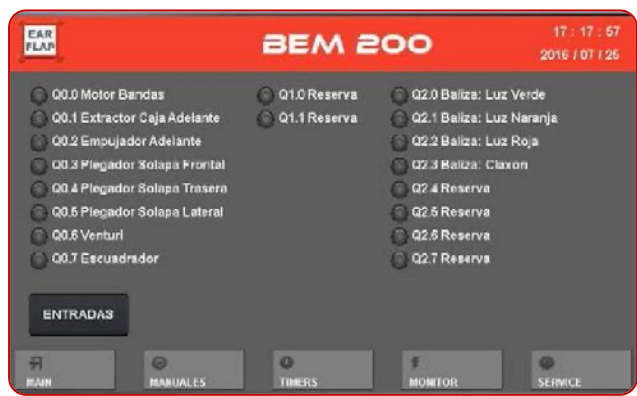 EAR
FLAP
BEM 200
17 : 17 : 57
2016 / 07 / 25
Q0.0 Motor Bandas
Q0.1 Extractor Caja Adelante
Q0.2 Empujador Adelante
Q0.3 Plegador Solapa Frontal
Q0.4 Plegador Solapa Trasera
Q0.5 Plegador Solapa Lateral
Q0.6 Venturi
Q0.7 Escuadrador
Q1.0 Reserva
Q1.1 Reserva
Q2.0 Baliza: Luz Verde
Q2.1 Baliza: Luz Naranja
Q2.2 Baliza: Luz Roja
Q2.3 Baliza: Claxon
Q2.4 Reserva
Q2.5 Reserva
Q2.6 Reserva
Q2.7 Reserva
ENTRADAS
MAIN
MANUALES
TIMERS
MONITOR
SERVICE